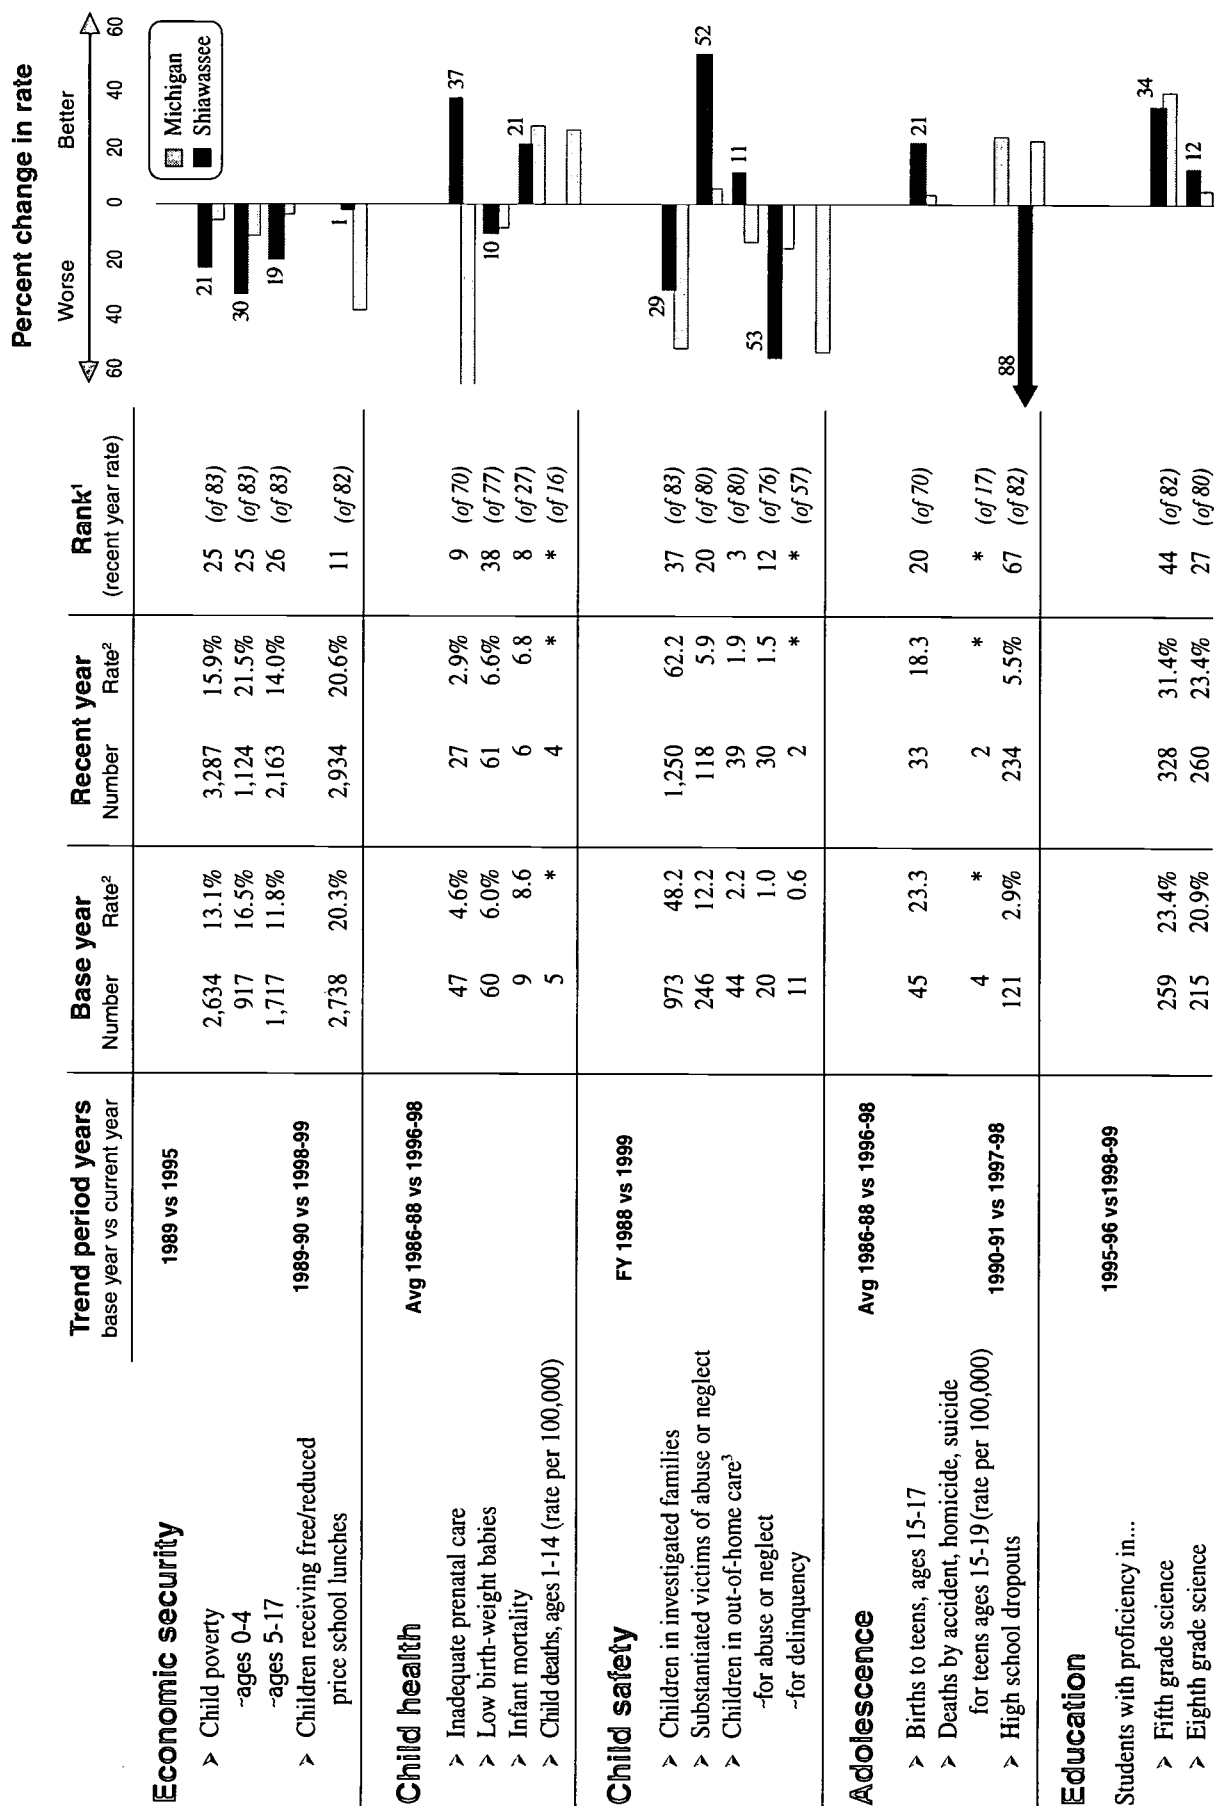 Percent change in rate
Worse Better
60 40 20 0 20 40 60
Michigan
Shiawassee
Trend period years Base year Recent year Rank¹
base year vs current year Number Rate² Number Rate² (recent year rate)
Economic security
1989 vs 1995
➢ Child poverty 2,634 13.1% 3,287 15.9% 25 (of 83) 21
~ages 0-4 917 16.5% 1,124 21.5% 25 (of 83) 30
~ages 5-17 1,717 11.8% 2,163 14.0% 26 (of 83) 19
➢ Children receiving free/reduced 1989-90 vs 1998-99
price school lunches 2,738 20.3% 2,934 20.6% 11 (of 82) 1
Child health
Avg 1986-88 vs 1996-98
➢ Inadequate prenatal care 47 4.6% 27 2.9% 9 (of 70) 37
➢ Low birth-weight babies 60 6.0% 61 6.6% 38 (of 77) 10
➢ Infant mortality 9 8.6 6 6.8 8 (of 27) 21
➢ Child deaths, ages 1-14 (rate per 100,000) 5 * 4 * * (of 16)
Child safety
FY 1988 vs 1999
➢ Children in investigated families 973 48.2 1,250 62.2 37 (of 83) 29
➢ Substantiated victims of abuse or neglect 246 12.2 118 5.9 20 (of 80) 52
➢ Children in out-of-home care³ 44 2.2 39 1.9 3 (of 80) 11
~for abuse or neglect 20 1.0 30 1.5 12 (of 76) 53
~for delinquency 11 0.6 2 * * (of 57)
Adolescence
Avg 1986-88 vs 1996-98
➢ Births to teens, ages 15-17 45 23.3 33 18.3 20 (of 70) 21
➢ Deaths by accident, homicide, suicide
for teens ages 15-19 (rate per 100,000) 4 * 2 * * (of 17)
1990-91 vs 1997-98
➢ High school dropouts 121 2.9% 234 5.5% 67 (of 82) 88
Education
1995-96 vs1998-99
Students with proficiency in...
➢ Fifth grade science 259 23.4% 328 31.4% 44 (of 82) 34
➢ Eighth grade science 215 20.9% 260 23.4% 27 (of 80) 12